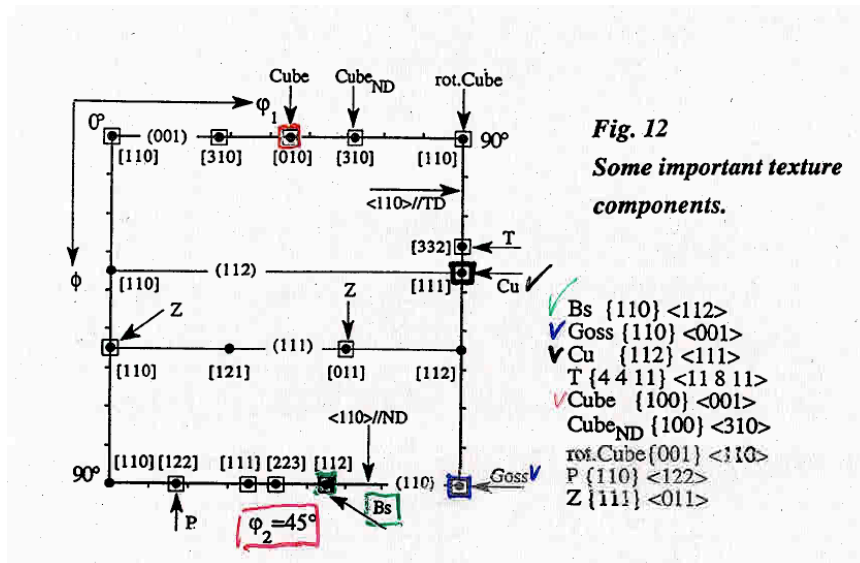 Cube Cube_ND rot.Cube
φ₁
0° (001) 90°
[110] [310] [010] [310] [110]
<110>//TD
[332] T
(112)
φ [110] [111] Cu
Z Z
(111)
[110] [121] [011] [112]
<110>//ND
90° [110] [122] [111] [223] [112] (110) Goss
P φ₂=45° Bs
Fig. 12
Some important texture
components.
Bs {110} <112>
Goss {110} <001>
Cu {112} <111>
T {4 4 11} <11 8 11>
Cube {100} <001>
Cube_ND {100} <310>
rot.Cube{001} <110>
P {110} <122>
Z {111} <011>